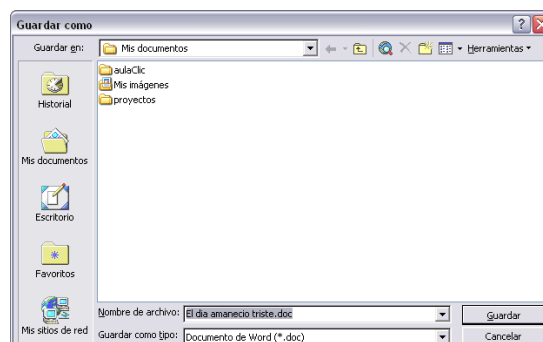 Guardar como
Guardar en:
Mis documentos
Herramientas
Historial
Mis documentos
Escritorio
Favoritos
Mis sitios de red
aulaClic
Mis imágenes
proyectos
Nombre de archivo:
El dia amanecio triste.doc
Guardar
Guardar como tipo:
Documento de Word (*.doc)
Cancelar